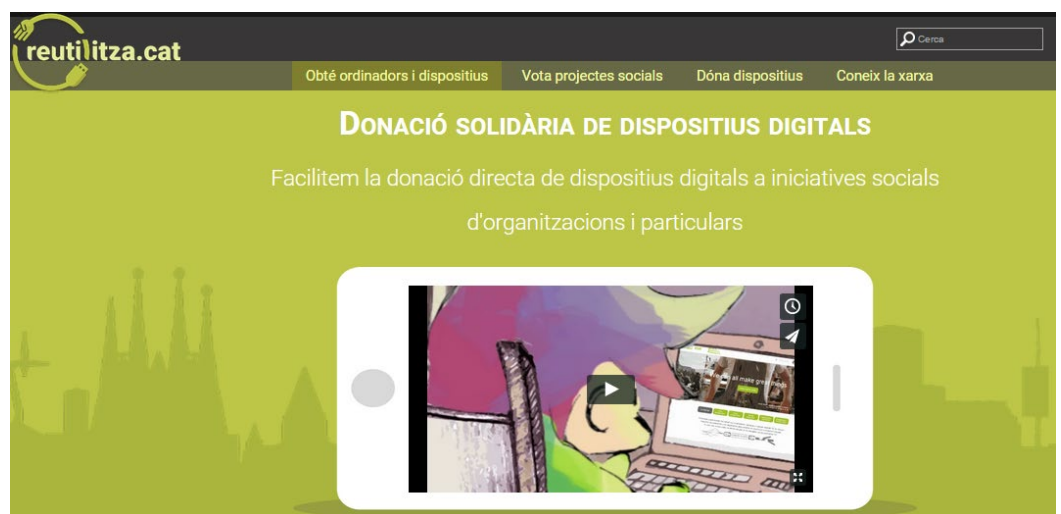 reutilitza.cat
Cerca
Obté ordinadors i dispositius Vota projectes socials Dóna dispositius Coneix la xarxa
DONACIÓ SOLIDÀRIA DE DISPOSITIUS DIGITALS
Facilitem la donació directa de dispositius digitals a iniciatives socials
d'organitzacions i particulars